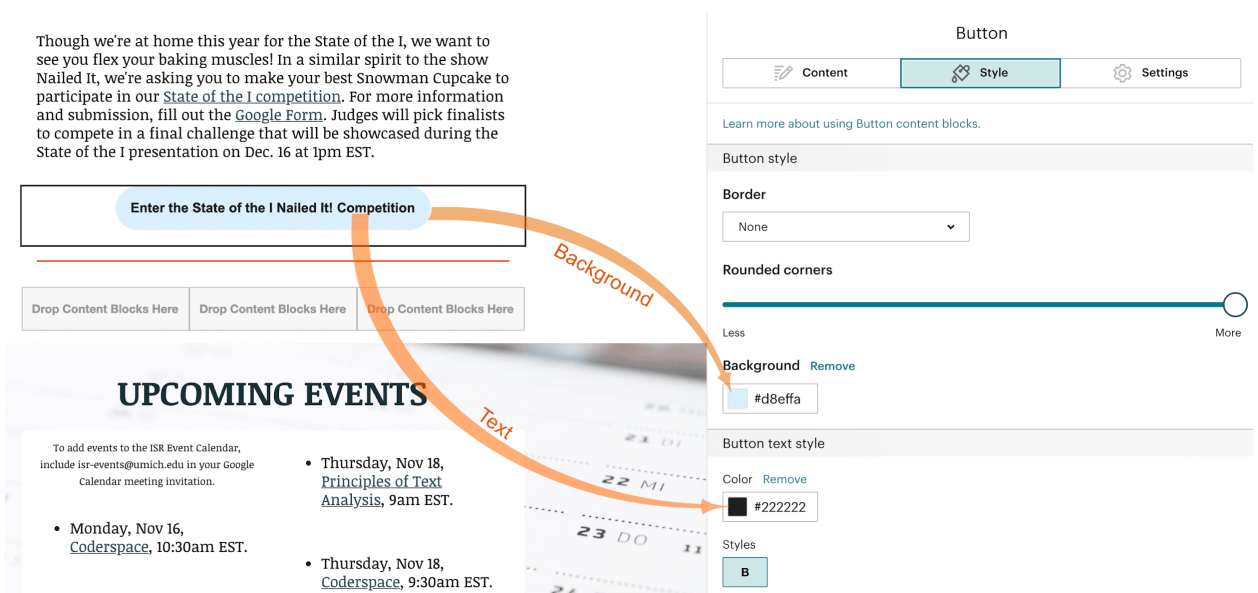 Though we're at home this year for the State of the I, we want to
see you flex your baking muscles! In a similar spirit to the show
Nailed It, we're asking you to make your best Snowman Cupcake to
participate in our State of the I competition. For more information
and submission, fill out the Google Form. Judges will pick finalists
to compete in a final challenge that will be showcased during the
State of the I presentation on Dec. 16 at 1pm EST.
Enter the State of the I Nailed It! Competition
Background
Drop Content Blocks Here
Drop Content Blocks Here
Drop Content Blocks Here
UPCOMING EVENTS
Text
To add events to the ISR Event Calendar,
include isr-events@umich.edu in your Google
Calendar meeting invitation.
• Monday, Nov 16,
Coderspace, 10:30am EST.
• Thursday, Nov 18,
Principles of Text
Analysis, 9am EST.
• Thursday, Nov 18,
Coderspace, 9:30am EST.
21 DI
22 MI
23 DO
11
Button
Content
Style
Settings
Learn more about using Button content blocks.
Button style
Border
None
Rounded corners
Less
More
Background Remove
#d8effa
Button text style
Color Remove
#222222
Styles
B